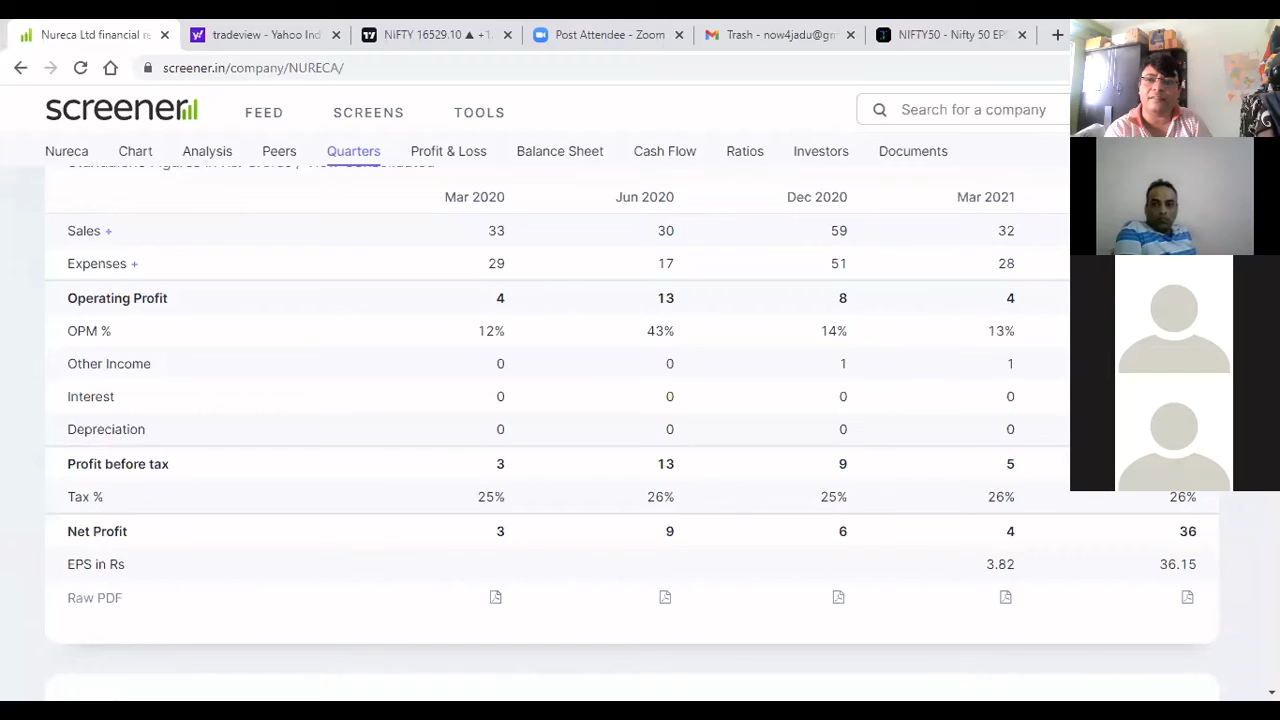 Nureca Ltd financial re
tradeview - Yahoo Ind
NIFTY 16529.10 ▲ +1.
Post Attendee - Zoom
Trash - now4jadu@gm
NIFTY50 - Nifty 50 EP
screener.in/company/NURECA/
screener
FEED SCREENS TOOLS
Search for a company
Nureca Chart Analysis Peers Quarters Profit & Loss Balance Sheet Cash Flow Ratios Investors Documents
Mar 2020 Jun 2020 Dec 2020 Mar 2021
Sales + 33 30 59 32
Expenses + 29 17 51 28
Operating Profit 4 13 8 4
OPM % 12% 43% 14% 13%
Other Income 0 0 1 1
Interest 0 0 0 0
Depreciation 0 0 0 0
Profit before tax 3 13 9 5
Tax % 25% 26% 25% 26% 26%
Net Profit 3 9 6 4 36
EPS in Rs 3.82 36.15
Raw PDF